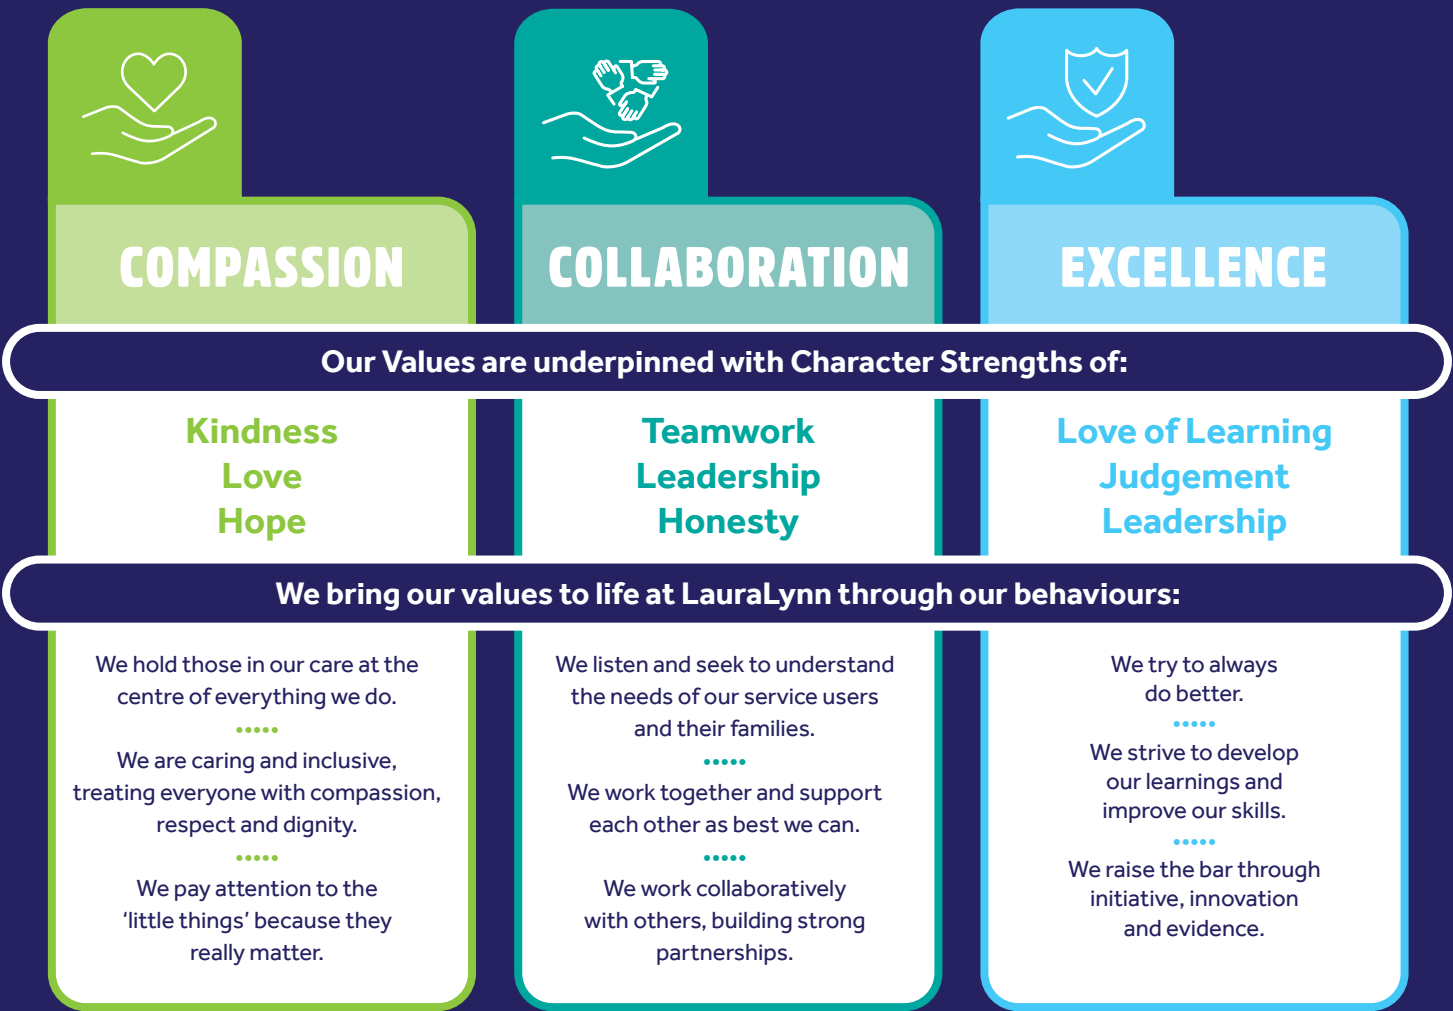 COMPASSION
COLLABORATION
EXCELLENCE
Our Values are underpinned with Character Strengths of:
Kindness
Love
Hope
Teamwork
Leadership
Honesty
Love of Learning
Judgement
Leadership
We bring our values to life at LauraLynn through our behaviours:
We hold those in our care at the
centre of everything we do.
We are caring and inclusive,
treating everyone with compassion,
respect and dignity.
We pay attention to the
‘little things’ because they
really matter.
We listen and seek to understand
the needs of our service users
and their families.
We work together and support
each other as best we can.
We work collaboratively
with others, building strong
partnerships.
We try to always
do better.
We strive to develop
our learnings and
improve our skills.
We raise the bar through
initiative, innovation
and evidence.